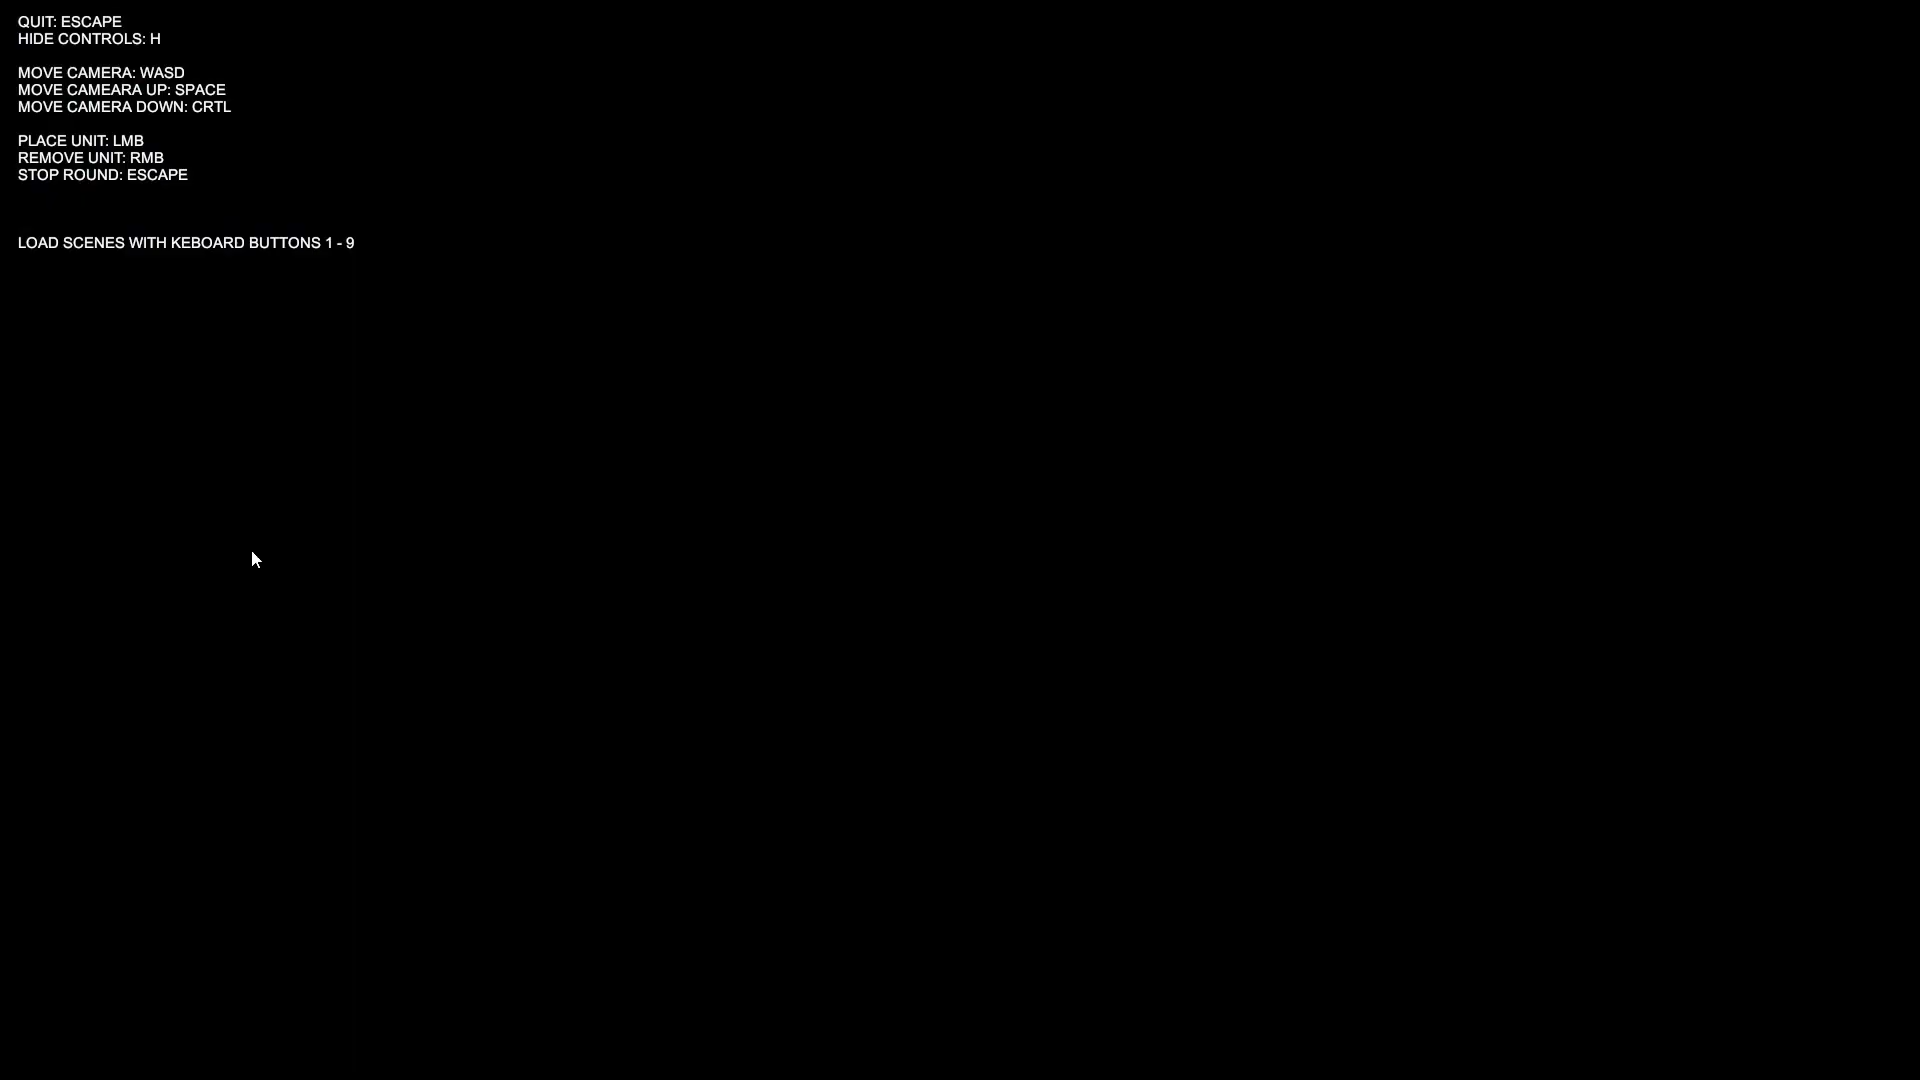 QUIT: ESCAPE
HIDE CONTROLS: H
MOVE CAMERA: WASD
MOVE CAMEARA UP: SPACE
MOVE CAMERA DOWN: CRTL
PLACE UNIT: LMB
REMOVE UNIT: RMB
STOP ROUND: ESCAPE
LOAD SCENES WITH KEBOARD BUTTONS 1 - 9